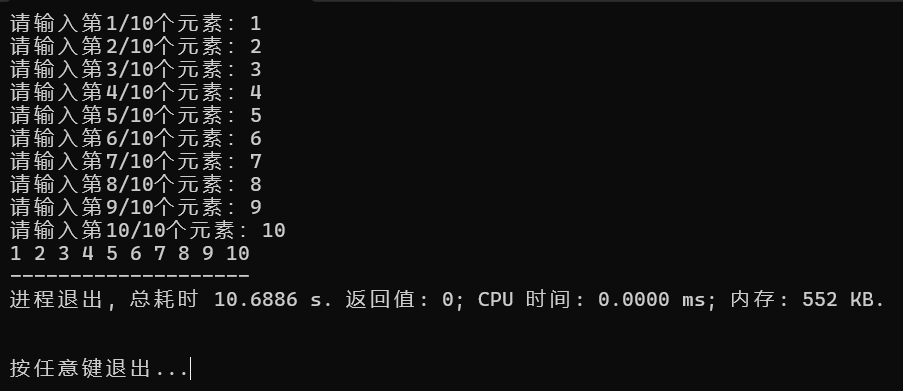 请输入第1/10个元素: 1
请输入第2/10个元素: 2
请输入第3/10个元素: 3
请输入第4/10个元素: 4
请输入第5/10个元素: 5
请输入第6/10个元素: 6
请输入第7/10个元素: 7
请输入第8/10个元素: 8
请输入第9/10个元素: 9
请输入第10/10个元素: 10
1 2 3 4 5 6 7 8 9 10
--------------------
进程退出, 总耗时 10.6886 s. 返回值: 0; CPU 时间: 0.0000 ms; 内存: 552 KB.
按任意键退出...